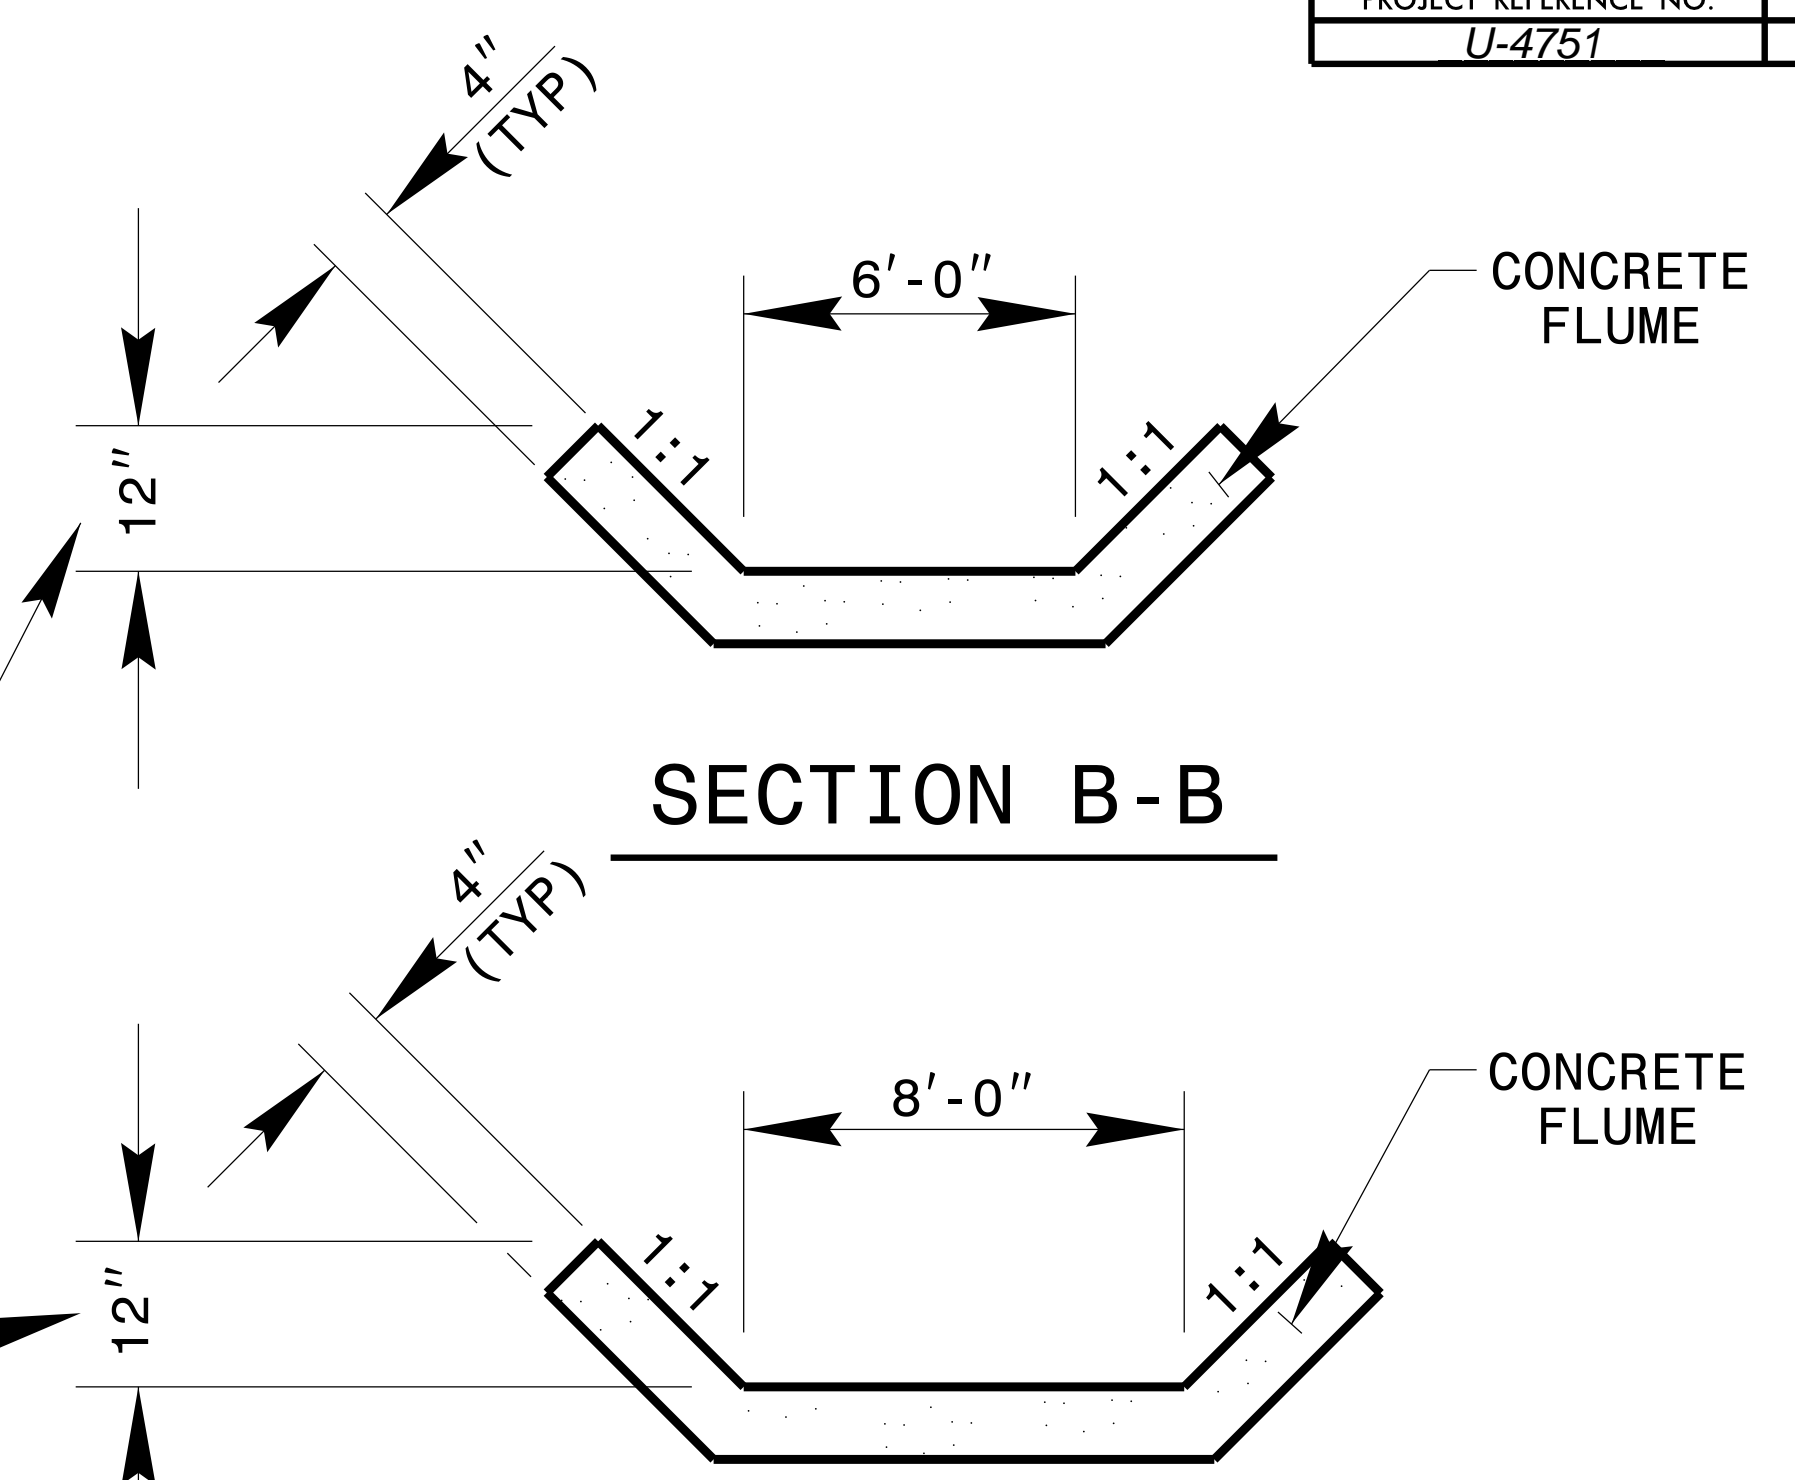 PROJECT REFERENCE NO.
U-4751
4"
(TYP)
6'-0"
CONCRETE
FLUME
1:1
1:1
12"
SECTION B-B
4"
(TYP)
8'-0"
CONCRETE
FLUME
1:1
1:1
12"